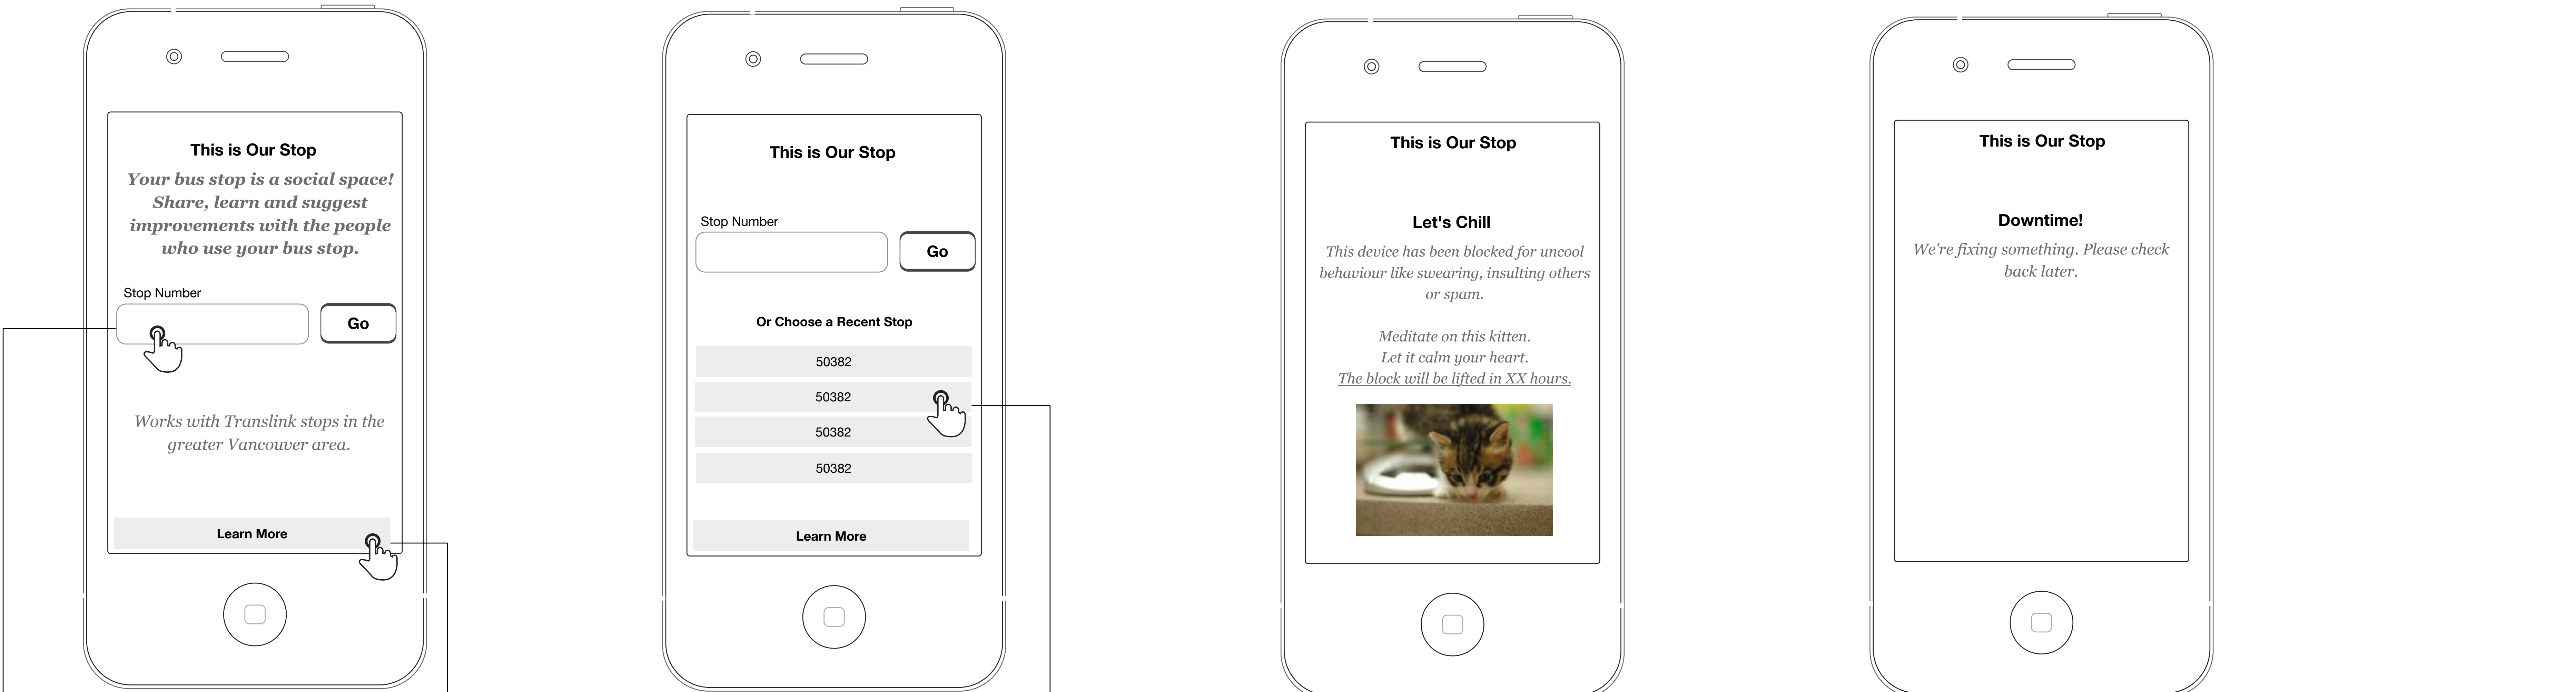 This is Our Stop
Your bus stop is a social space!
Share, learn and suggest
improvements with the people
who use your bus stop.
Stop Number
Go
Works with Translink stops in the
greater Vancouver area.
Learn More
This is Our Stop
Stop Number
Go
Or Choose a Recent Stop
50382
50382
50382
50382
Learn More
This is Our Stop
Let's Chill
This device has been blocked for uncool
behaviour like swearing, insulting others
or spam.
Meditate on this kitten.
Let it calm your heart.
The block will be lifted in XX hours.
This is Our Stop
Downtime!
We're fixing something. Please check
back later.